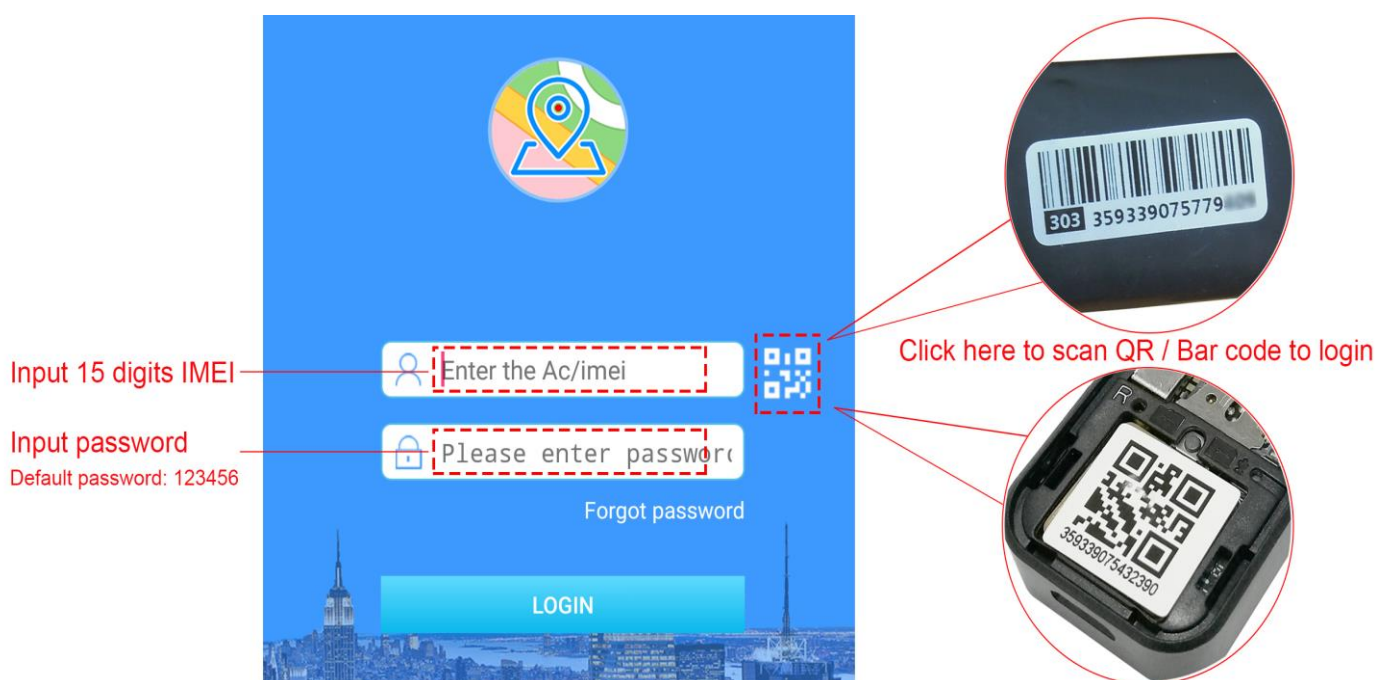 303 359339075779
Click here to scan QR / Bar code to login
Input 15 digits IMEI
Enter the Ac/imei
Input password
Default password: 123456
Please enter passwor
Forgot password
LOGIN
R
359339075432390